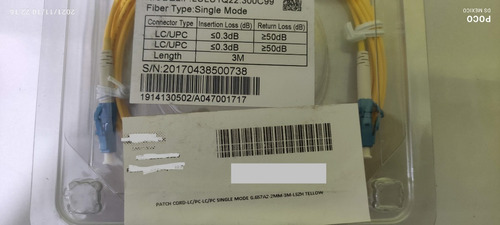 Fiber Type:Single Mode
Connector Type Insertion Loss (dB) Return Loss (dB)
LC/UPC ≤0.3dB ≥50dB
LC/UPC ≤0.3dB ≥50dB
Length 3M
S/N:20170438500738
1914130502/A047001717
PATCH CORD-LC/PC LC/PC SINGLE MODE G.657A2-2MM 3M LSZH YELLOW
POCO